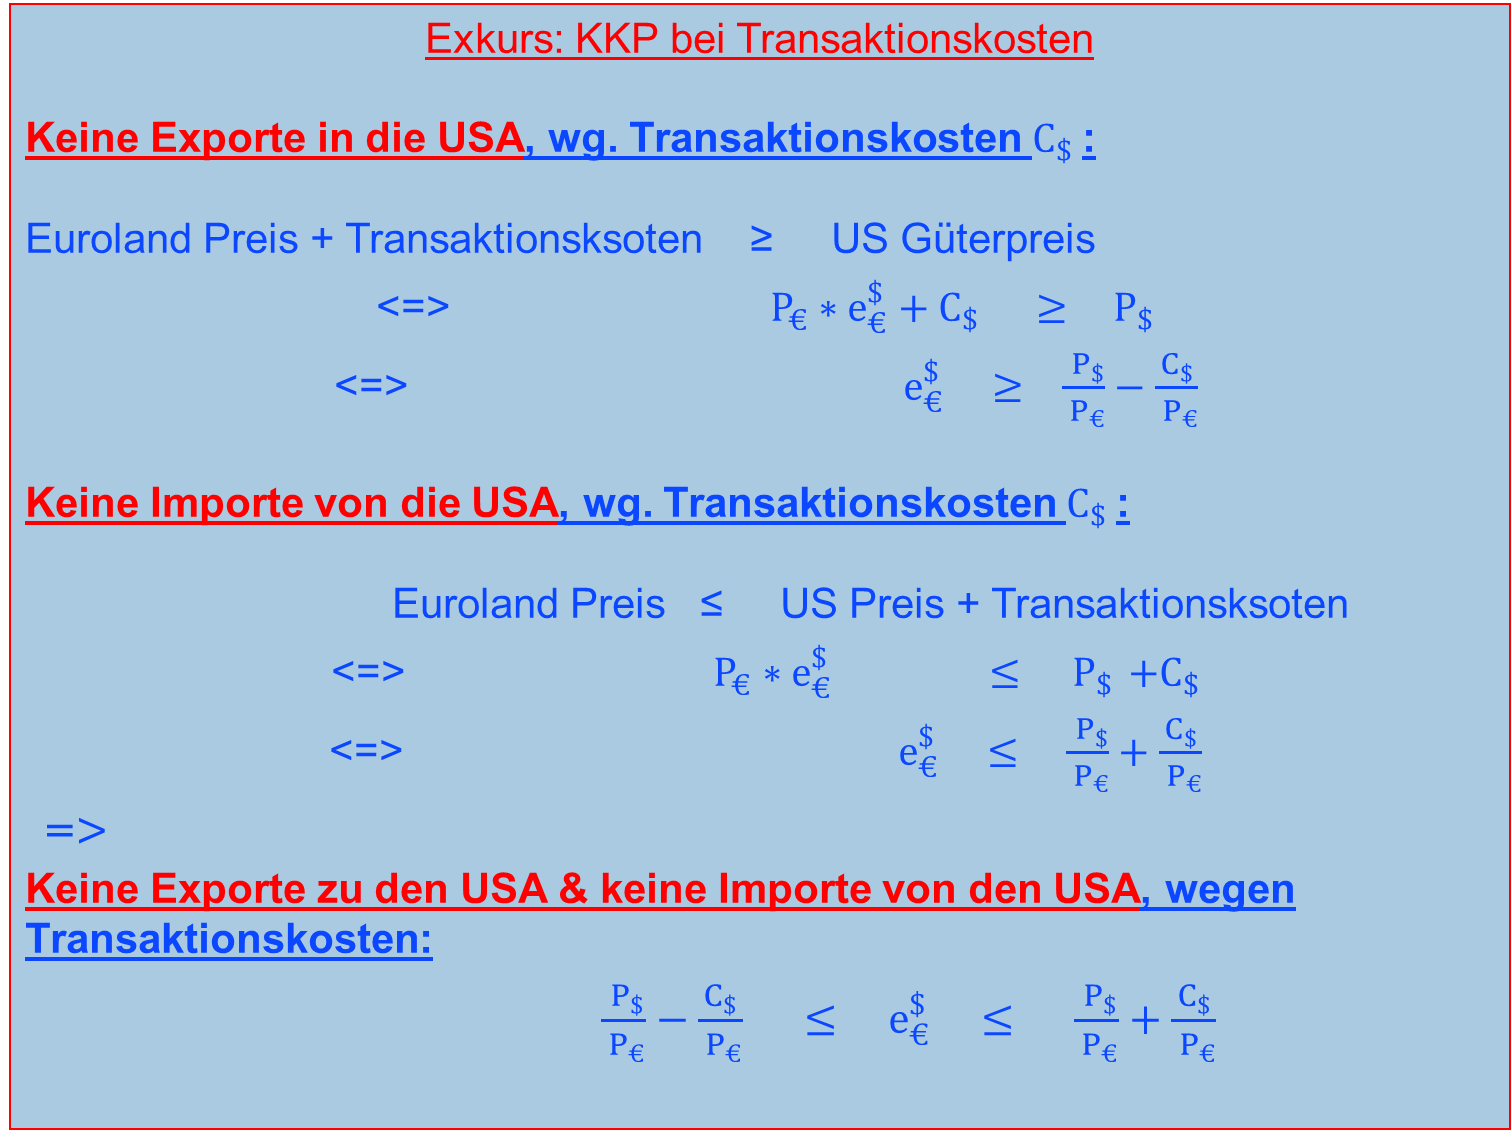 Exkurs: KKP bei Transaktionskosten
Keine Exporte in die USA, wg. Transaktionskosten C$ :
Euroland Preis + Transaktionsksoten ≥ US Güterpreis
<=> P€ ∗ e€$ + C$ ≥ P$
<=> e€$ ≥ P$/P€ − C$/P€
Keine Importe von die USA, wg. Transaktionskosten C$ :
Euroland Preis ≤ US Preis + Transaktionsksoten
<=> P€ ∗ e€$ ≤ P$ +C$
<=> e€$ ≤ P$/P€ + C$/P€
=>
Keine Exporte zu den USA & keine Importe von den USA, wegen
Transaktionskosten:
P$/P€ − C$/P€ ≤ e€$ ≤ P$/P€ + C$/P€